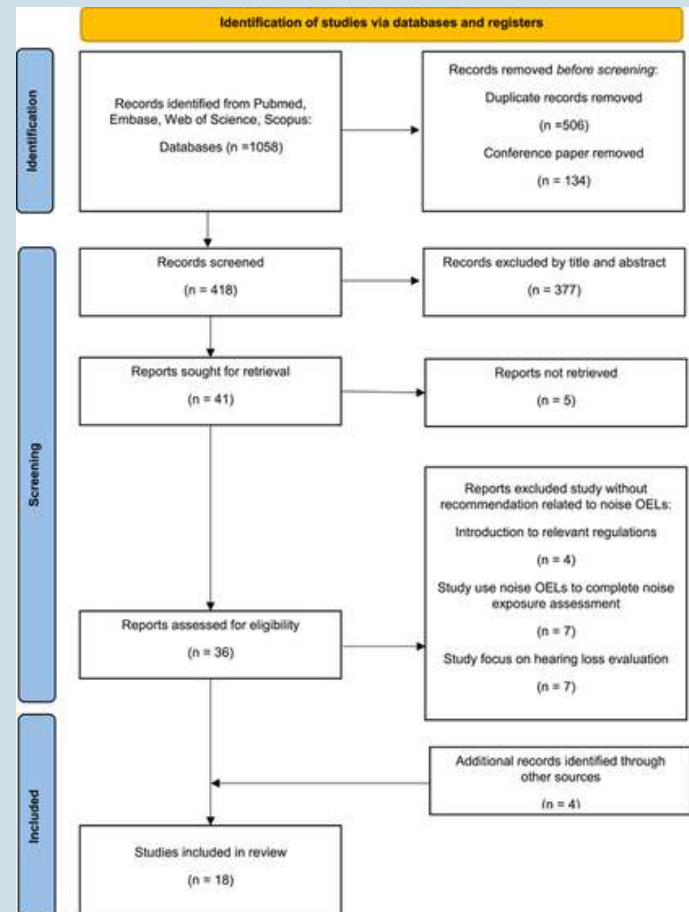 Identification of studies via databases and registers
Identification
Records identified from Pubmed,
Embase, Web of Science, Scopus:
Databases (n =1058)
Records removed before screening:
Duplicate records removed
(n =506)
Conference paper removed
(n = 134)
Screening
Records screened
(n = 418)
Records excluded by title and abstract
(n = 377)
Reports sought for retrieval
(n = 41)
Reports not retrieved
(n = 5)
Reports assessed for eligibility
(n = 36)
Reports excluded study without
recommendation related to noise OELs:
Introduction to relevant regulations
(n = 4)
Study use noise OELs to complete noise
exposure assessment
(n = 7)
Study focus on hearing loss evaluation
(n = 7)
Included
Additional records identified through
other sources
(n = 4)
Studies included in review
(n = 18)